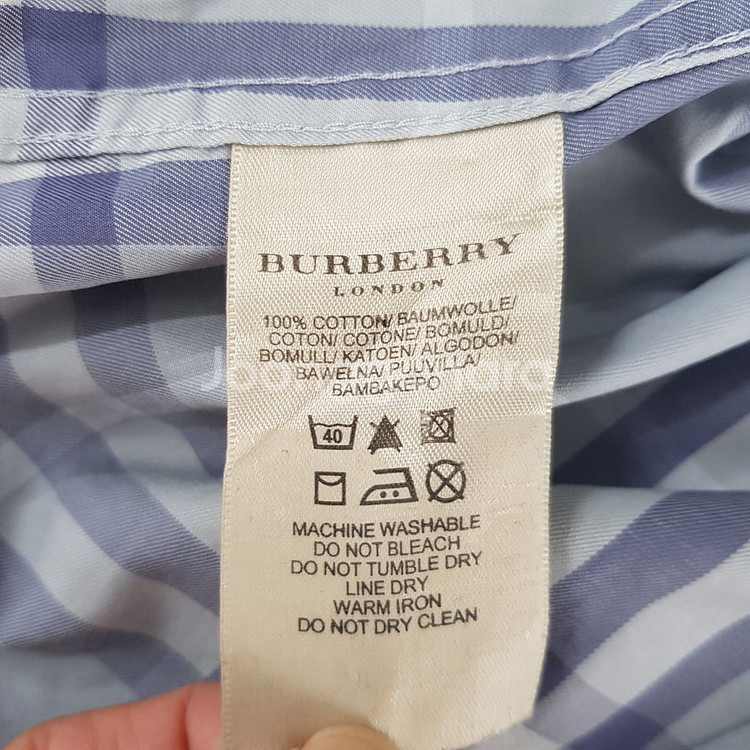 BURBERRY
LONDON
100% COTTON/ BAUMWOLLE/
COTON/ COTONE/ BOMULD/
BOMULL/ KATOEN/ ALGODON/
BAWELNA/ PUUVILLA/
BAMBAKEPO
40
MACHINE WASHABLE
DO NOT BLEACH
DO NOT TUMBLE DRY
LINE DRY
WARM IRON
DO NOT DRY CLEAN